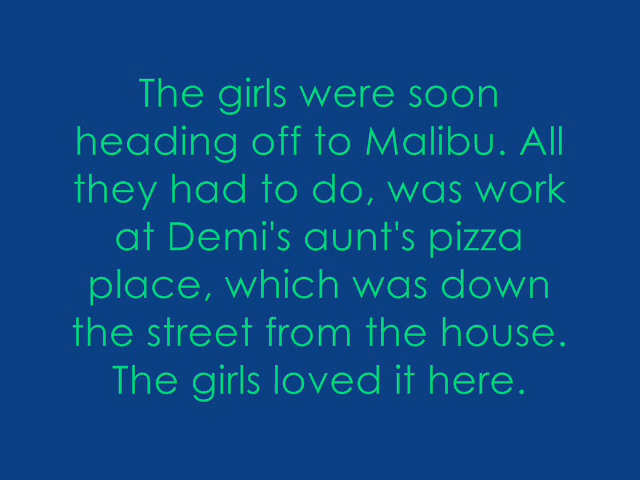 The girls were soon
heading off to Malibu. All
they had to do, was work
at Demi's aunt's pizza
place, which was down
the street from the house.
The girls loved it here.